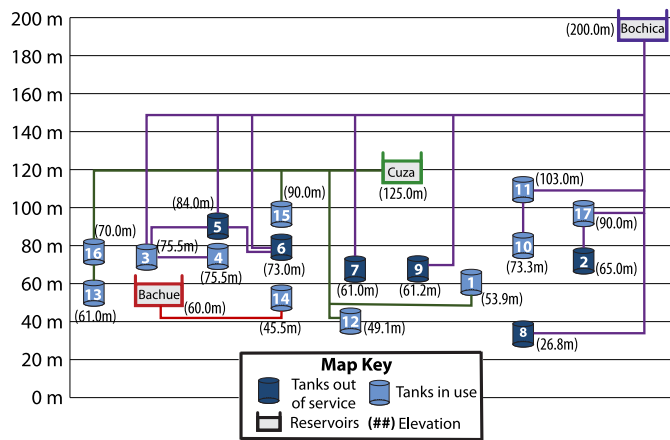 200 m
Bochica
(200.0m)
180 m
160 m
140 m
120 m
Cuza
(125.0m)
11
(103.0m)
(90.0m)
(84.0m)
100 m
15
17
(90.0m)
5
(70.0m)
80 m
16
3
(75.5m)
4
(75.5m)
6
(73.0m)
10
(73.3m)
7
(61.0m)
9
(61.2m)
2
(65.0m)
60 m
13
(61.0m)
Bachue
(60.0m)
14
(45.5m)
1
(53.9m)
40 m
12
(49.1m)
8
(26.8m)
20 m
0 m
Map Key
Tanks out
of service
Tanks in use
Reservoirs
(##) Elevation